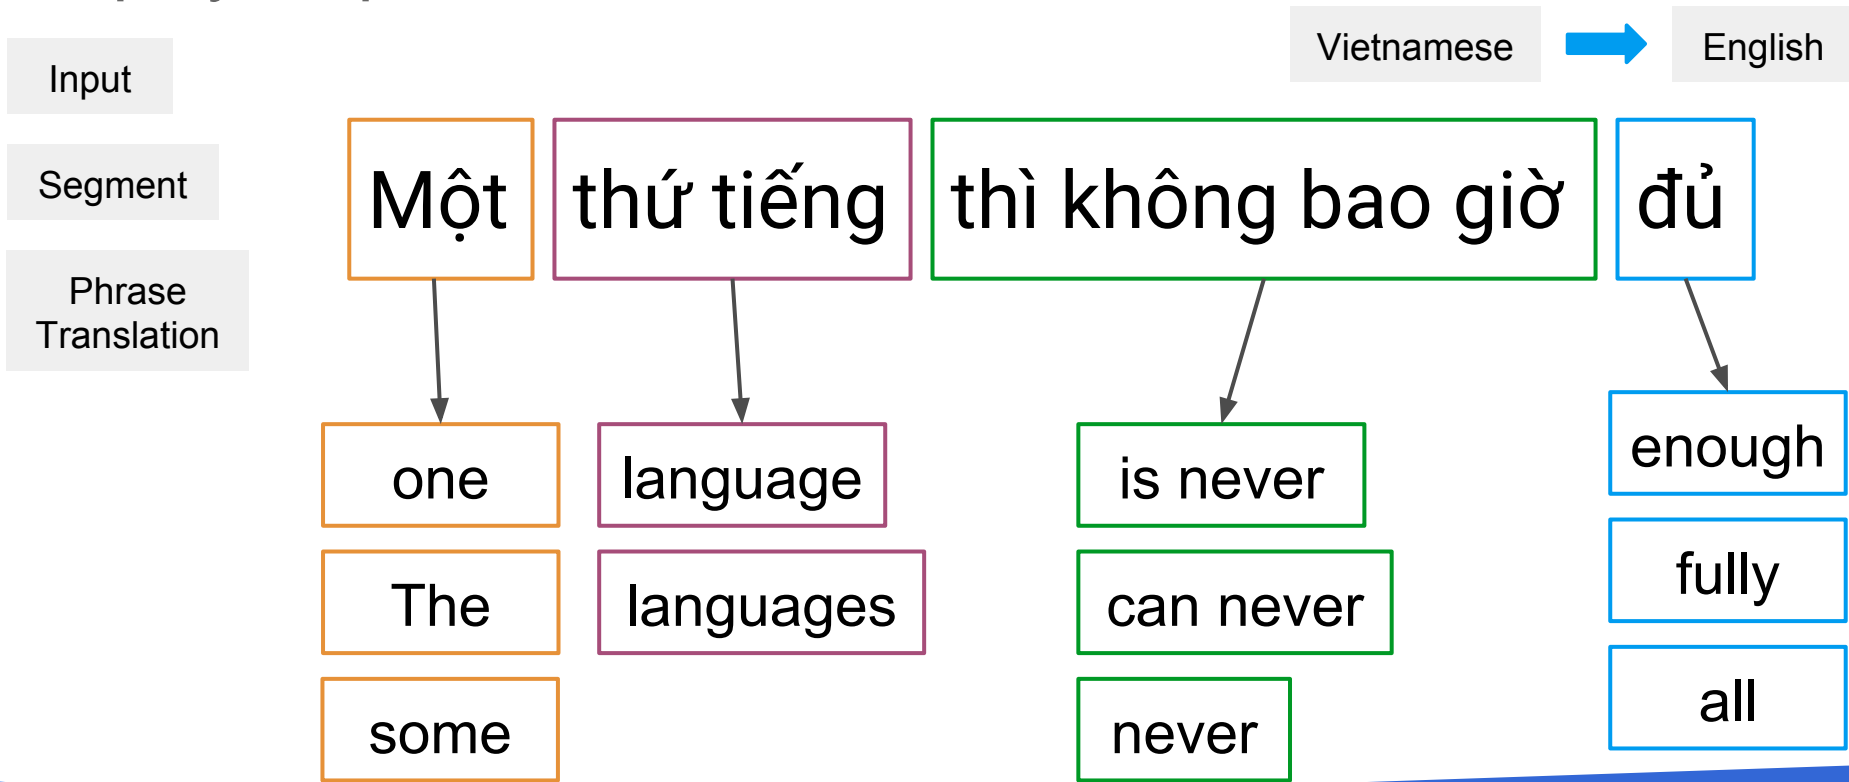 Vietnamese English
Input
Segment
Phrase
Translation
Một thứ tiếng thì không bao giờ đủ
one language is never enough
The languages can never fully
some never all